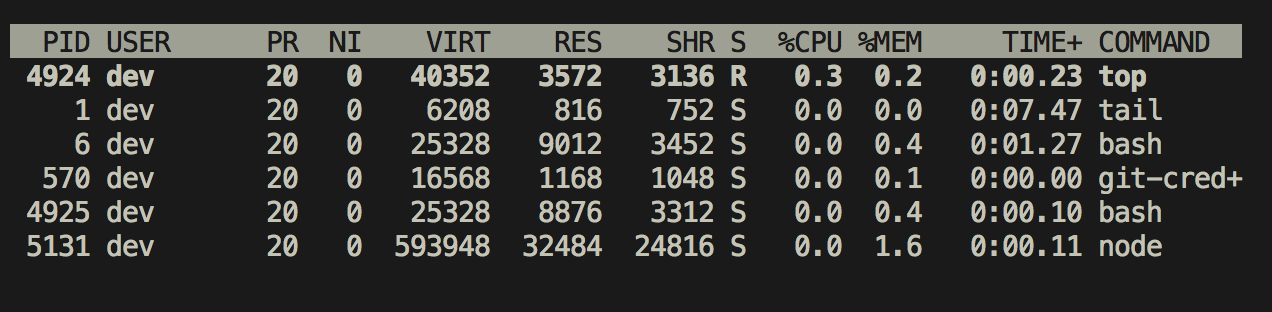 PID USER PR NI VIRT RES SHR S %CPU %MEM TIME+ COMMAND
4924 dev 20 0 40352 3572 3136 R 0.3 0.2 0:00.23 top
1 dev 20 0 6208 816 752 S 0.0 0.0 0:07.47 tail
6 dev 20 0 25328 9012 3452 S 0.0 0.4 0:01.27 bash
570 dev 20 0 16568 1168 1048 S 0.0 0.1 0:00.00 git-cred+
4925 dev 20 0 25328 8876 3312 S 0.0 0.4 0:00.10 bash
5131 dev 20 0 593948 32484 24816 S 0.0 1.6 0:00.11 node